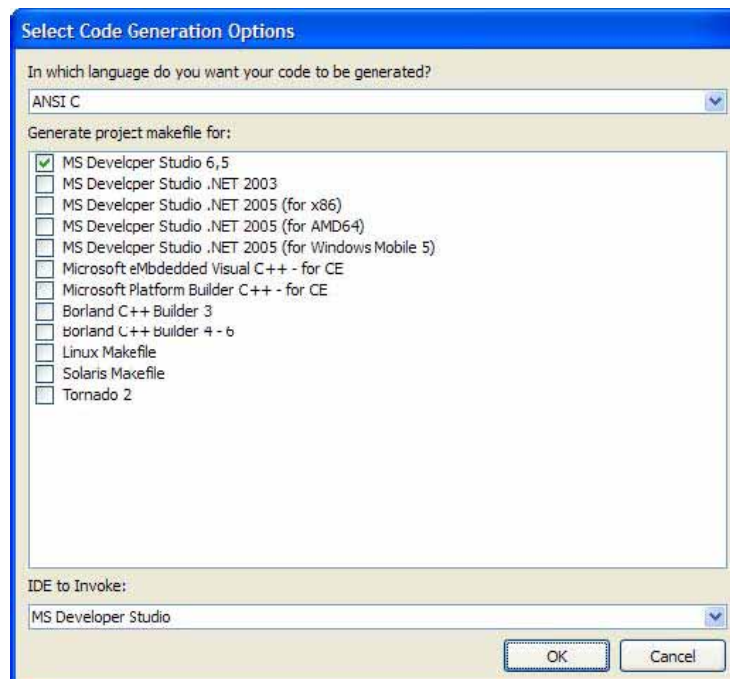 Select Code Generation Options
In which language do you want your code to be generated?
ANSI C
Generate project makefile for:
MS Developer Studio 6,5
MS Developer Studio .NET 2003
MS Developer Studio .NET 2005 (for x86)
MS Developer Studio .NET 2005 (for AMD64)
MS Developer Studio .NET 2005 (for Windows Mobile 5)
Microsoft eMbdedded Visual C++ - for CE
Microsoft Platform Builder C++ - for CE
Borland C++ Builder 3
Borland C++ Builder 4 - 6
Linux Makefile
Solaris Makefile
Tornado 2
IDE to Invoke:
MS Developer Studio
OK Cancel